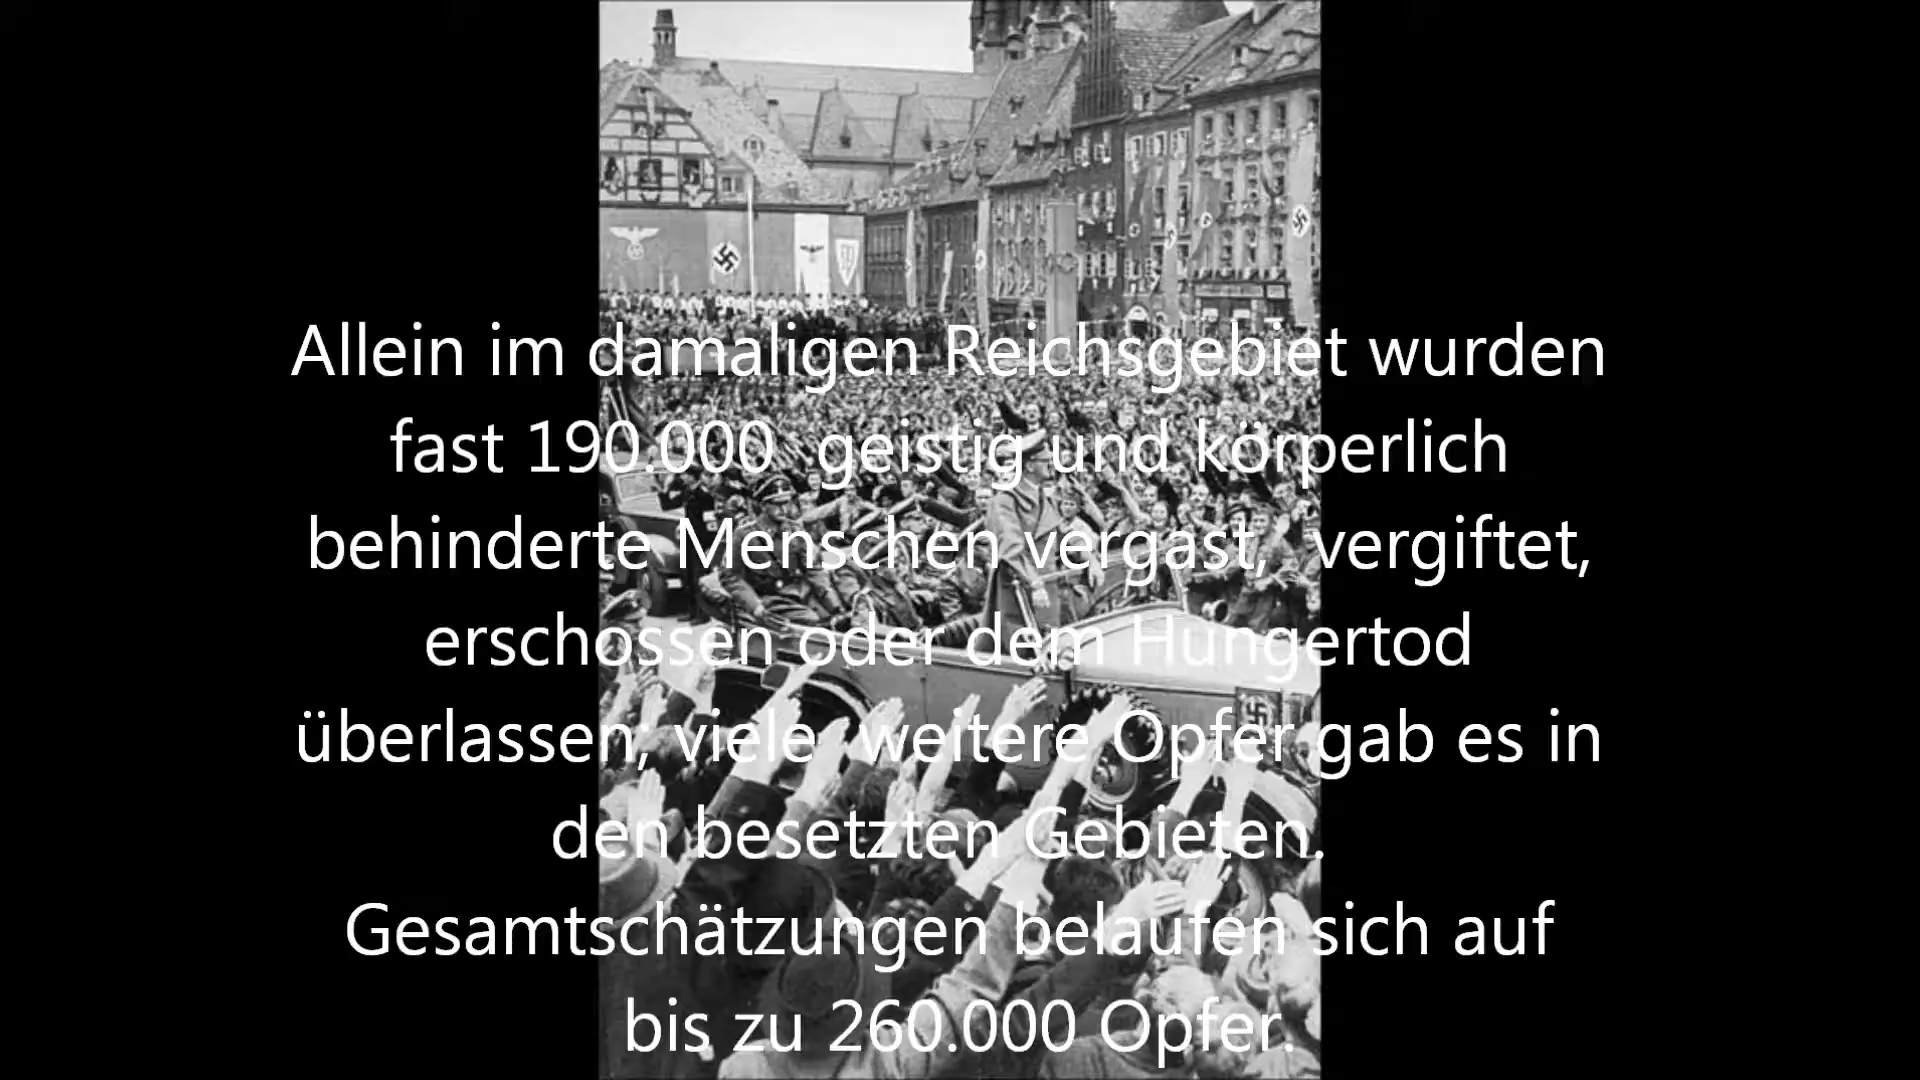 Allein im damaligen Reichsgebiet wurden
fast 190.000 geistig und körperlich
behinderte Menschen vergast, vergiftet,
erschossen oder dem Hungertod
überlassen; viele weitere Opfer gab es in
den besetzten Gebieten.
Gesamtschätzungen belaufen sich auf
bis zu 260.000 Opfer.